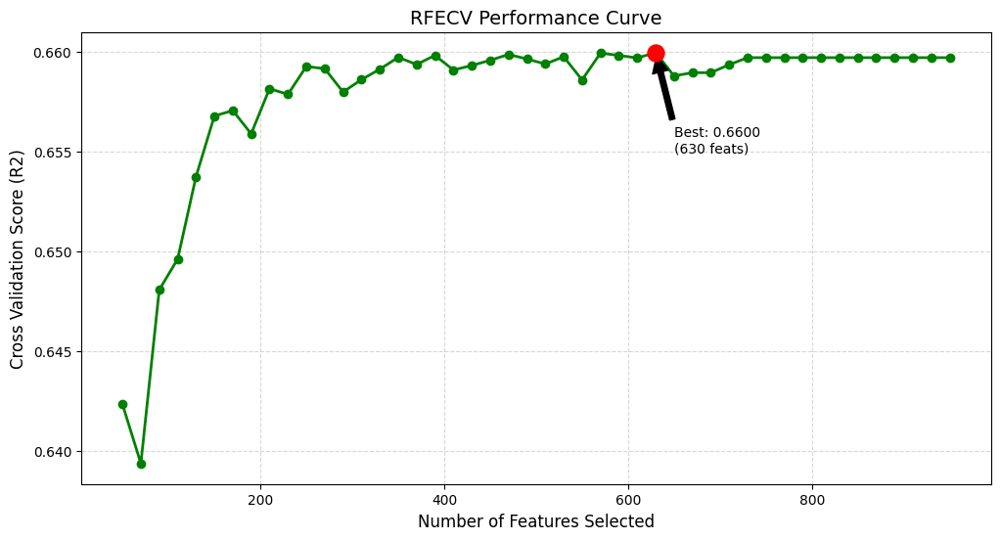 RFECV Performance Curve
Cross Validation Score (R2)
0.660
0.655
0.650
0.645
0.640
Best: 0.6600
(630 feats)
200
400
600
800
Number of Features Selected